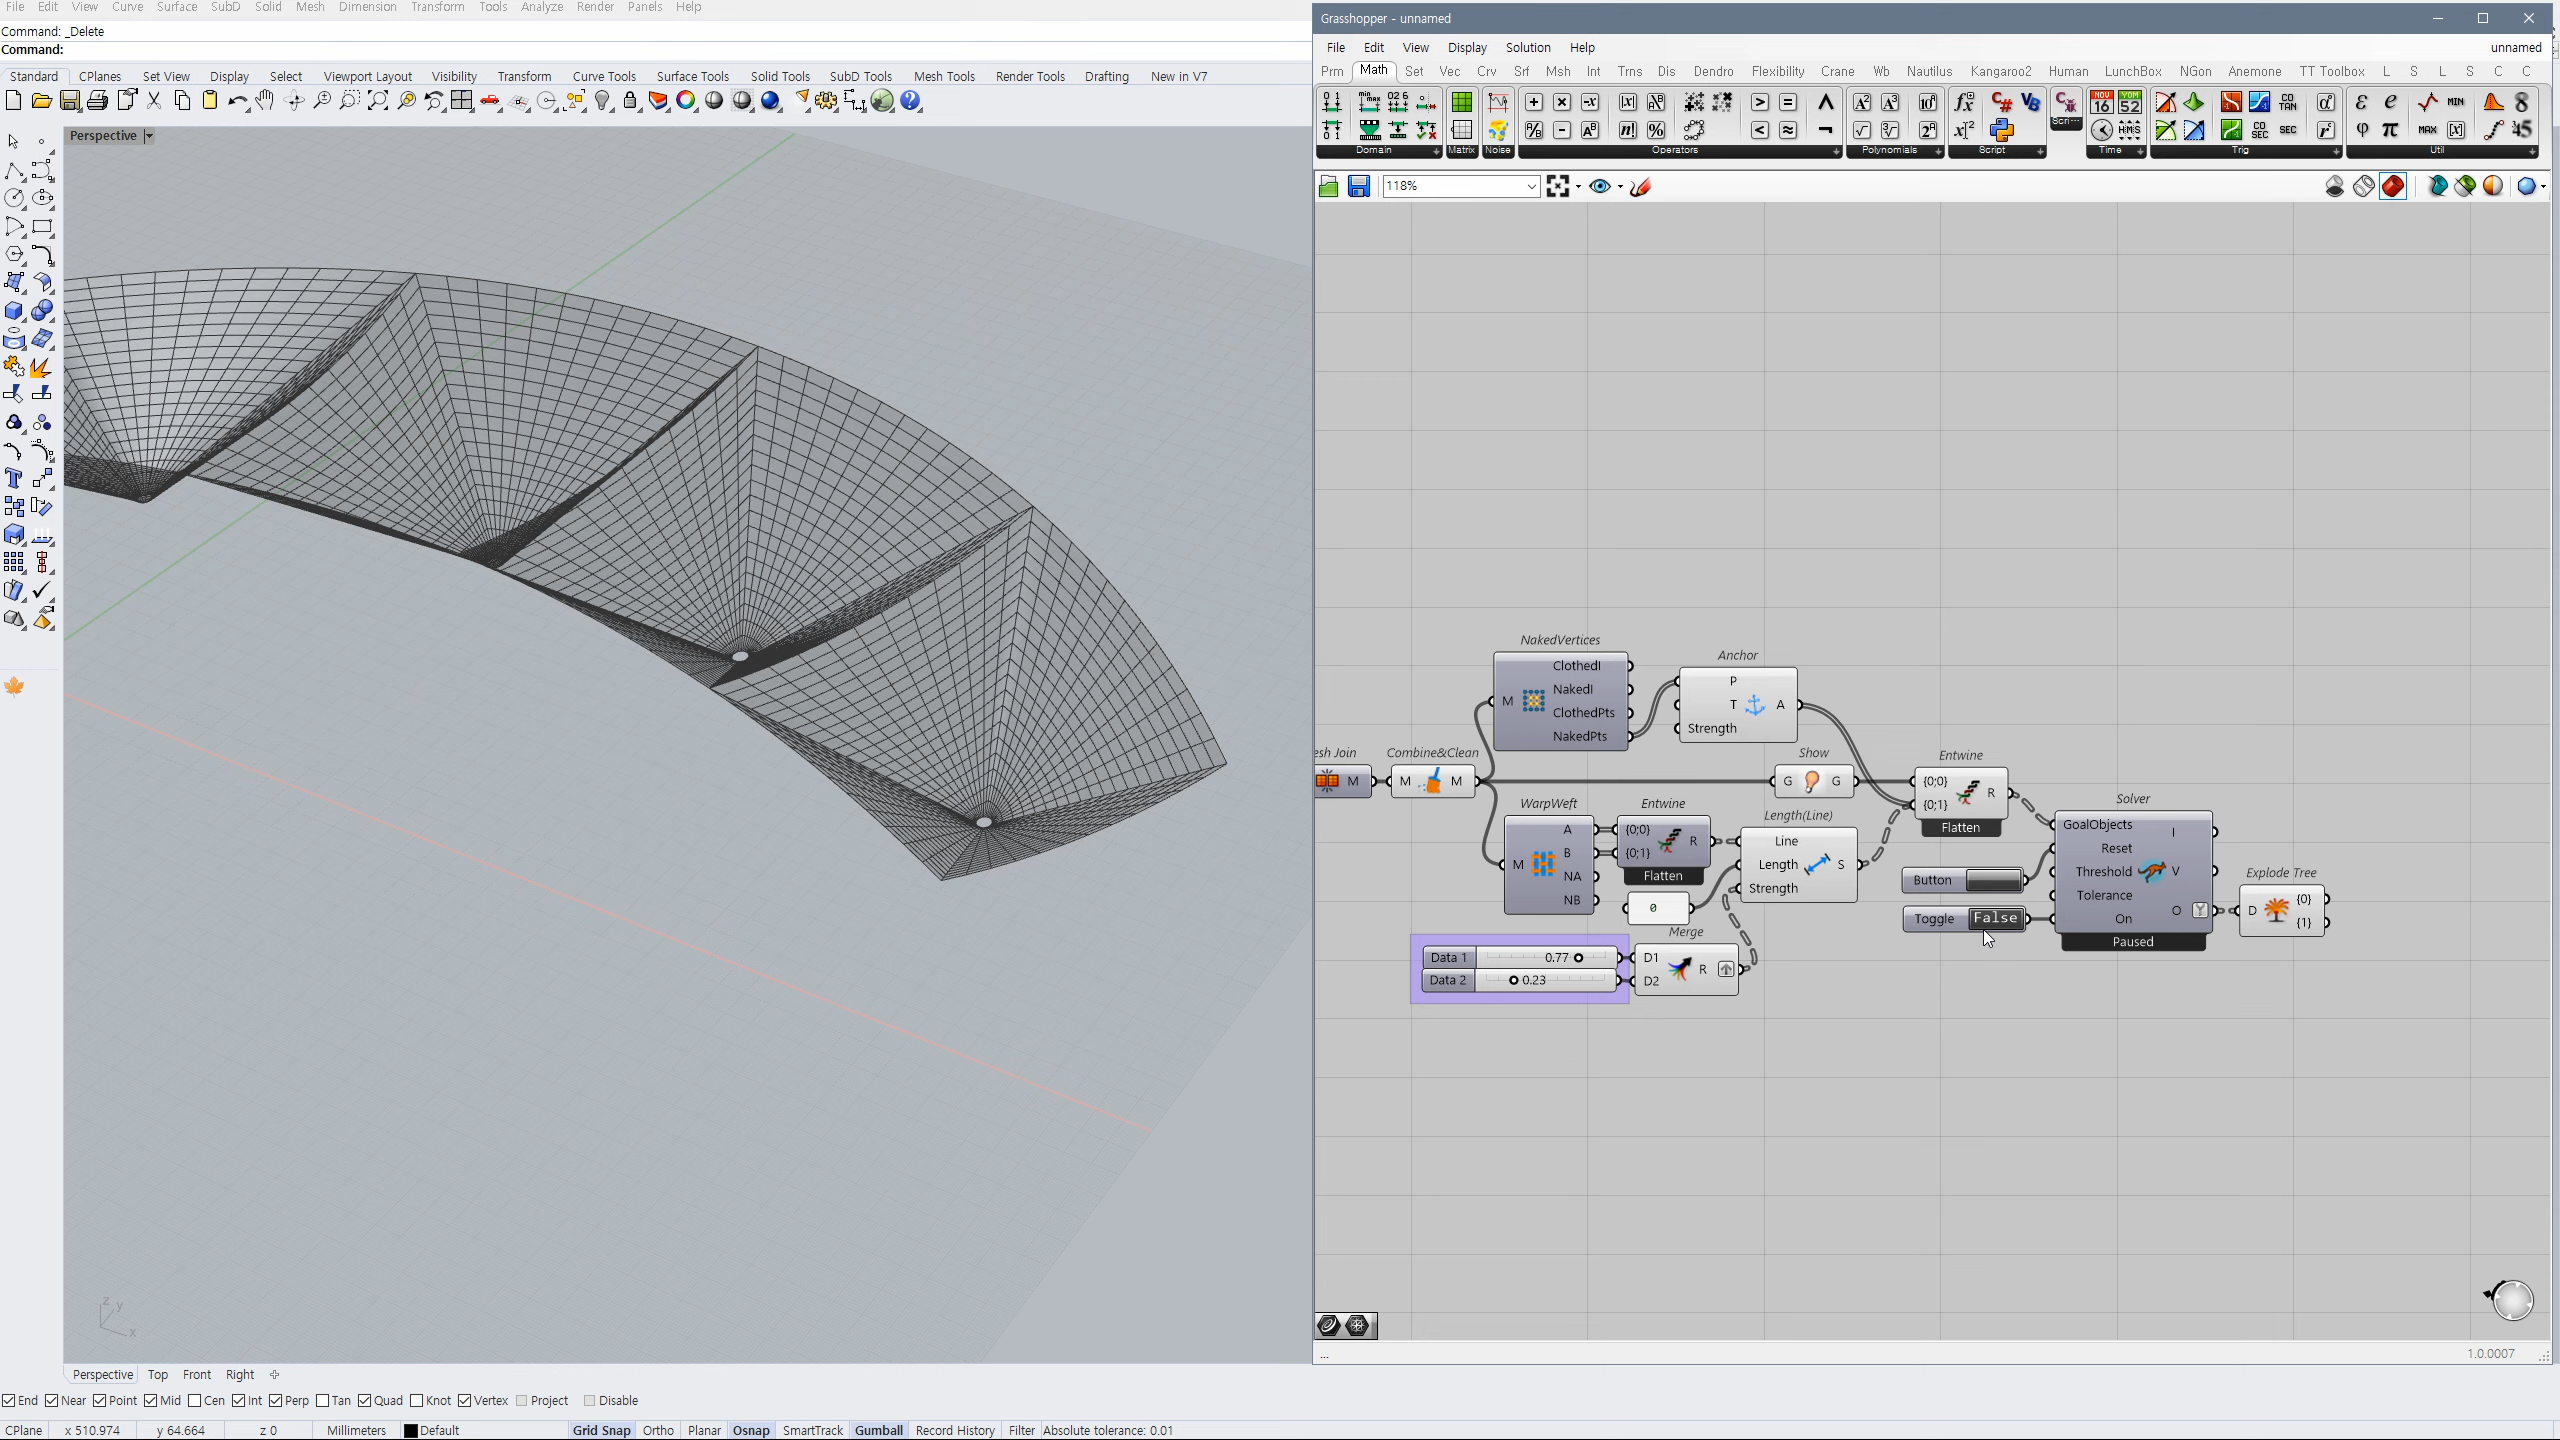 File Edit View Curve Surface SubD Solid Mesh Dimension Transform Tools Analyze Render Panels Help
Command: _Delete
Command:
Standard CPlanes Set View Display Select Viewport Layout Visibility Transform Curve Tools Surface Tools Solid Tools SubD Tools Mesh Tools Render Tools Drafting New in V7
Perspective
Grasshopper - unnamed
File Edit View Display Solution Help unnamed
Prm Math Set Vec Crv Srf Msh Int Trns Dis Dendro Flexibility Crane Wb Nautilus Kangaroo2 Human LunchBox NGon Anemone TT Toolbox L S L S C C
Domain Matrix Noise Operators Polynomials Script Time Trig Util
118%
NakedVertices
M ClothedI
NakedI
ClothedPts
NakedPts
Anchor
P
T A
Strength
esh Join
M
Combine&Clean
M M
Show
G G
Entwine
{0;0}
{0;1}
R
Flatten
WarpWeft
M A
B
NA
NB
Entwine
{0;0}
{0;1}
R
Flatten
Length(Line)
Line
Length S
Strength
0
Merge
Data 1 0.77 D1
Data 2 0.23 D2
R
Solver
GoalObjects I
Reset
Threshold V
Tolerance
On O
Paused
Button
Toggle False
Explode Tree
D {0}
{1}
z y
x
... 1.0.0007
Perspective Top Front Right
End Near Point Mid Cen Int Perp Tan Quad Knot Vertex Project Disable
CPlane x 510.974 y 64.664 z 0 Millimeters Default Grid Snap Ortho Planar Osnap SmartTrack Gumball Record History Filter Absolute tolerance: 0.01